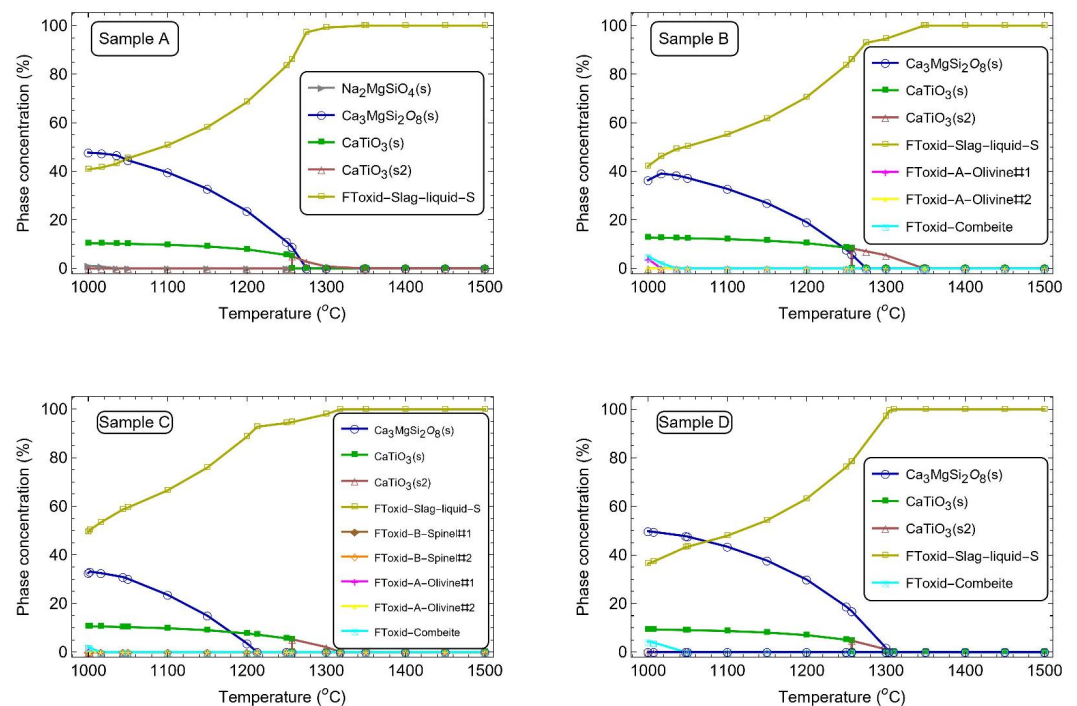 Sample A
Phase concentration (%)
100
80
60
40
20
0
Na2MgSiO4(s)
Ca3MgSi2O8(s)
CaTiO3(s)
CaTiO3(s2)
FToxid-Slag-liquid-S
1000 1100 1200 1300 1400 1500
Temperature (°C)
Sample B
Phase concentration (%)
100
80
60
40
20
0
Ca3MgSi2O8(s)
CaTiO3(s)
CaTiO3(s2)
FToxid-Slag-liquid-S
FToxid-A-Olivine#1
FToxid-A-Olivine#2
FToxid-Combeite
1000 1100 1200 1300 1400 1500
Temperature (°C)
Sample C
Phase concentration (%)
100
80
60
40
20
0
Ca3MgSi2O8(s)
CaTiO3(s)
CaTiO3(s2)
FToxid-Slag-liquid-S
FToxid-B-Spinel#1
FToxid-B-Spinel#2
FToxid-A-Olivine#1
FToxid-A-Olivine#2
FToxid-Combeite
1000 1100 1200 1300 1400 1500
Temperature (°C)
Sample D
Phase concentration (%)
100
80
60
40
20
0
Ca3MgSi2O8(s)
CaTiO3(s)
CaTiO3(s2)
FToxid-Slag-liquid-S
FToxid-Combeite
1000 1100 1200 1300 1400 1500
Temperature (°C)